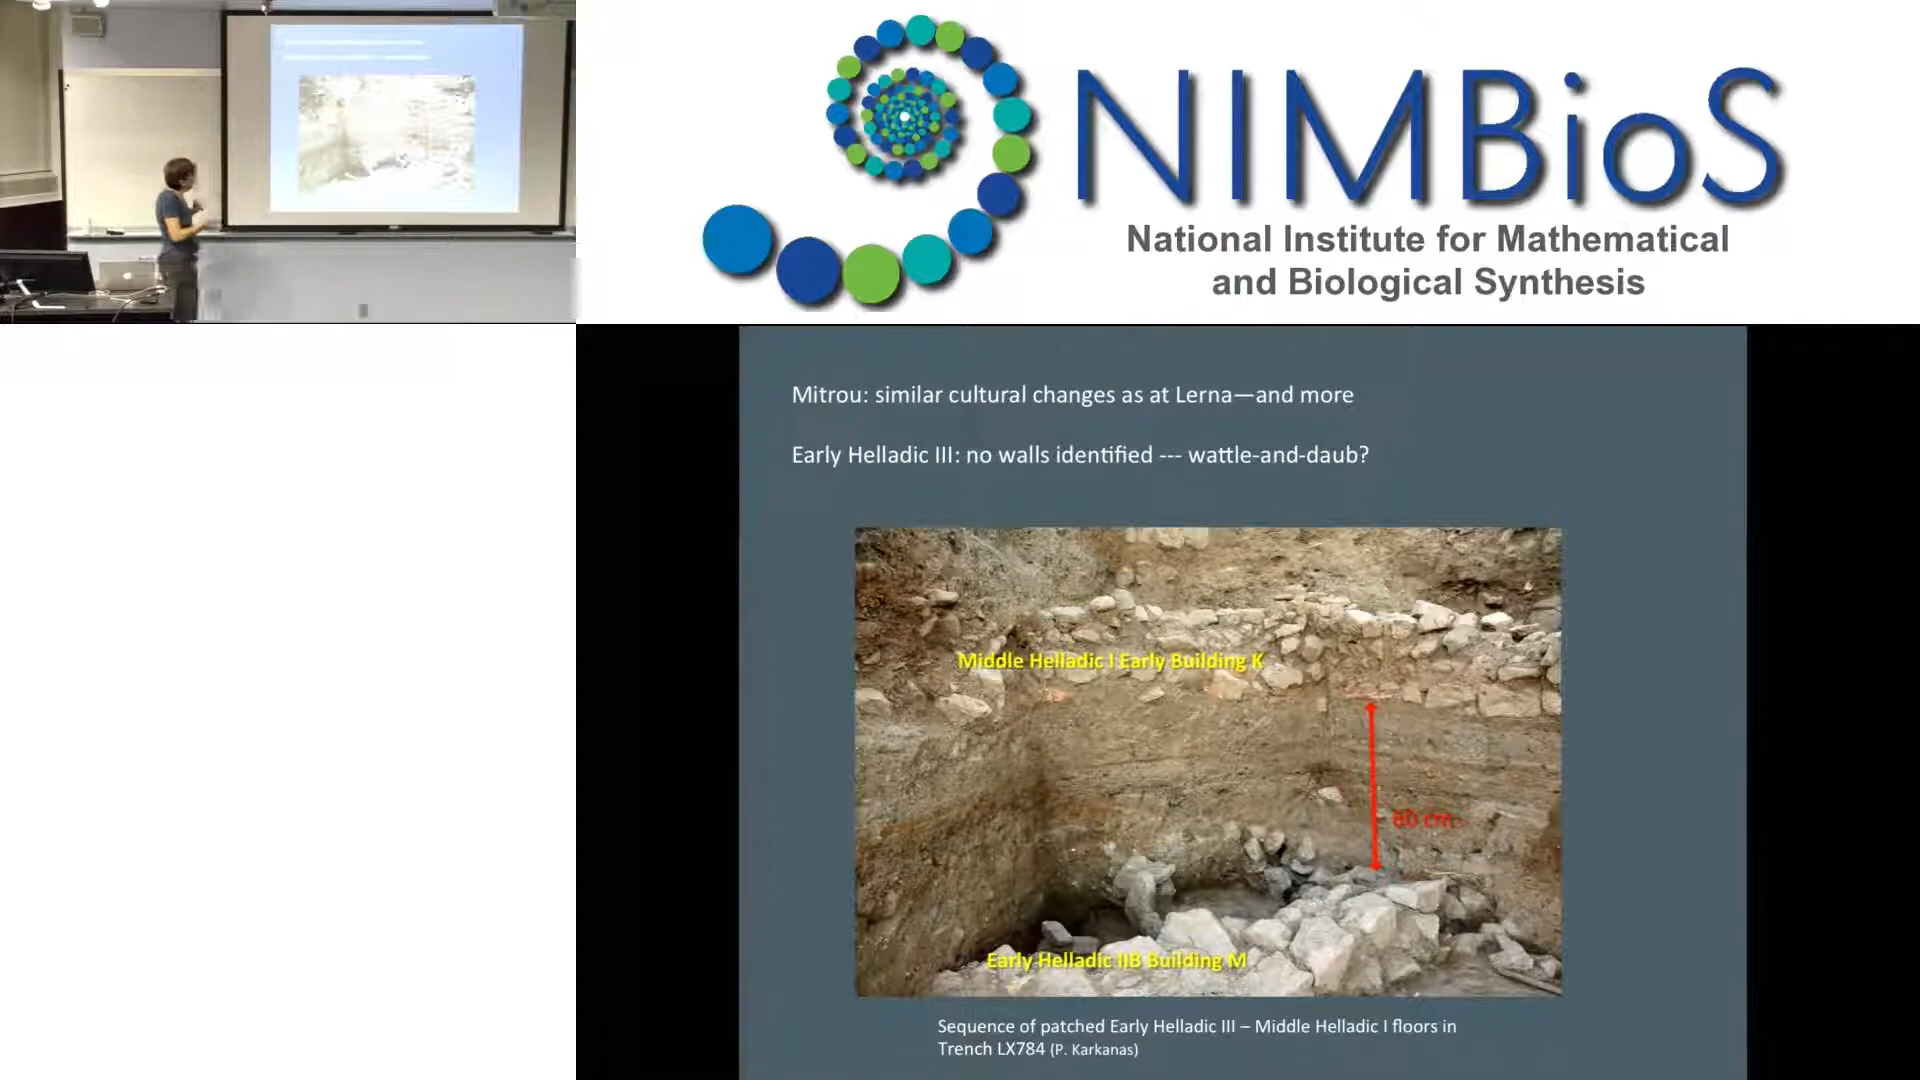 NIMBioS
National Institute for Mathematical
and Biological Synthesis
Mitrou: similar cultural changes as at Lerna—and more
Early Helladic III: no walls identified --- wattle-and-daub?
Middle Helladic I Early Building K
80 cm.
Early Helladic IIB Building M
Sequence of patched Early Helladic III – Middle Helladic I floors in
Trench LX784 (P. Karkanas)